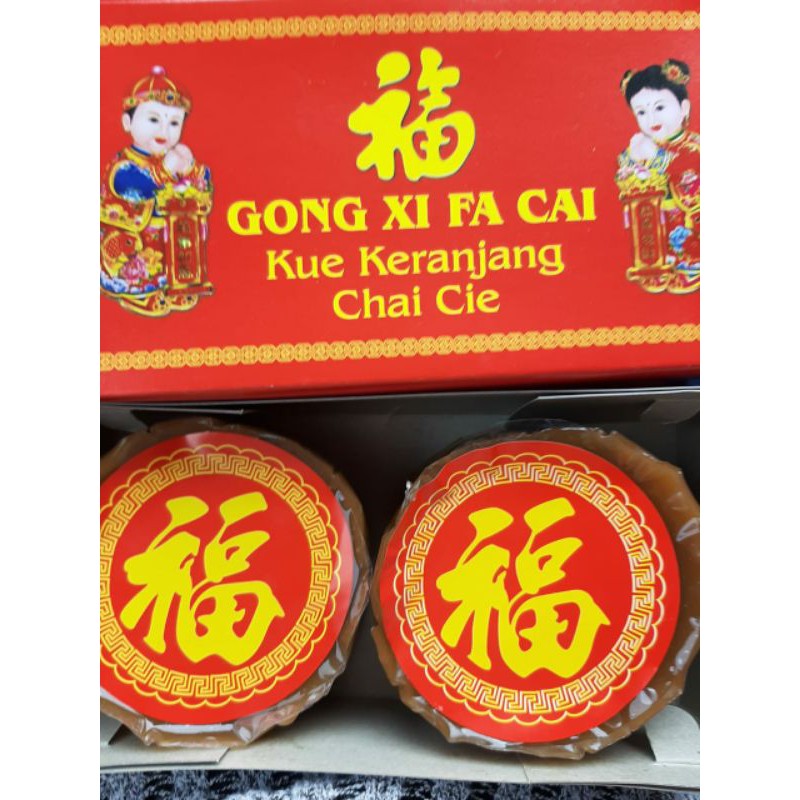 福
GONG XI FA CAI
Kue Keranjang
Chai Cie
福
福